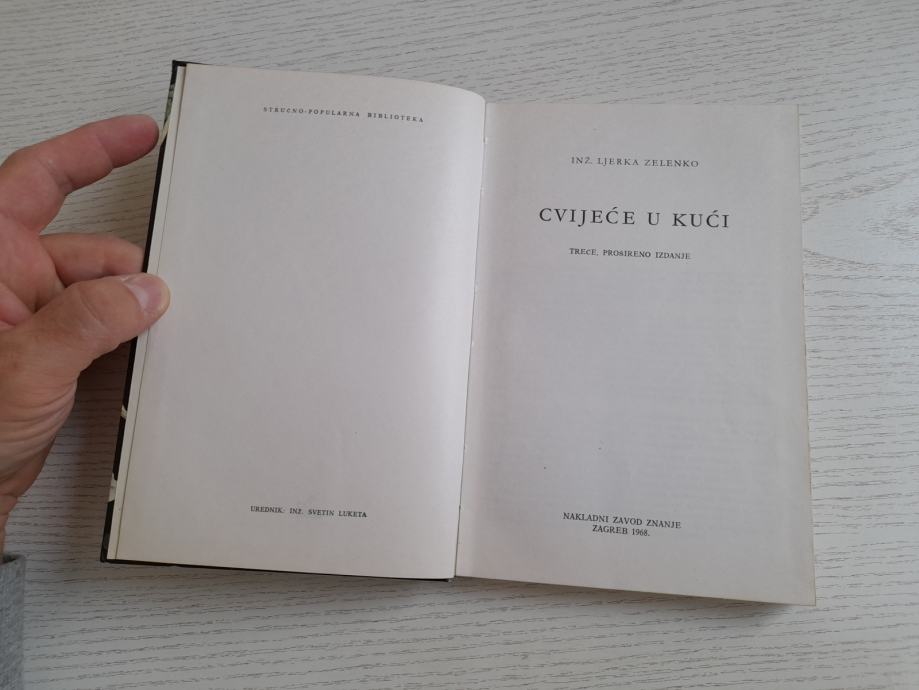 STRUČNO-POPULARNA BIBLIOTEKA
UREDNIK: INŽ. SVETIN LUKETA
INŽ. LJERKA ZELENKO
CVIJEĆE U KUĆI
TREĆE, PROŠIRENO IZDANJE
NAKLADNI ZAVOD ZNANJE
ZAGREB 1968.